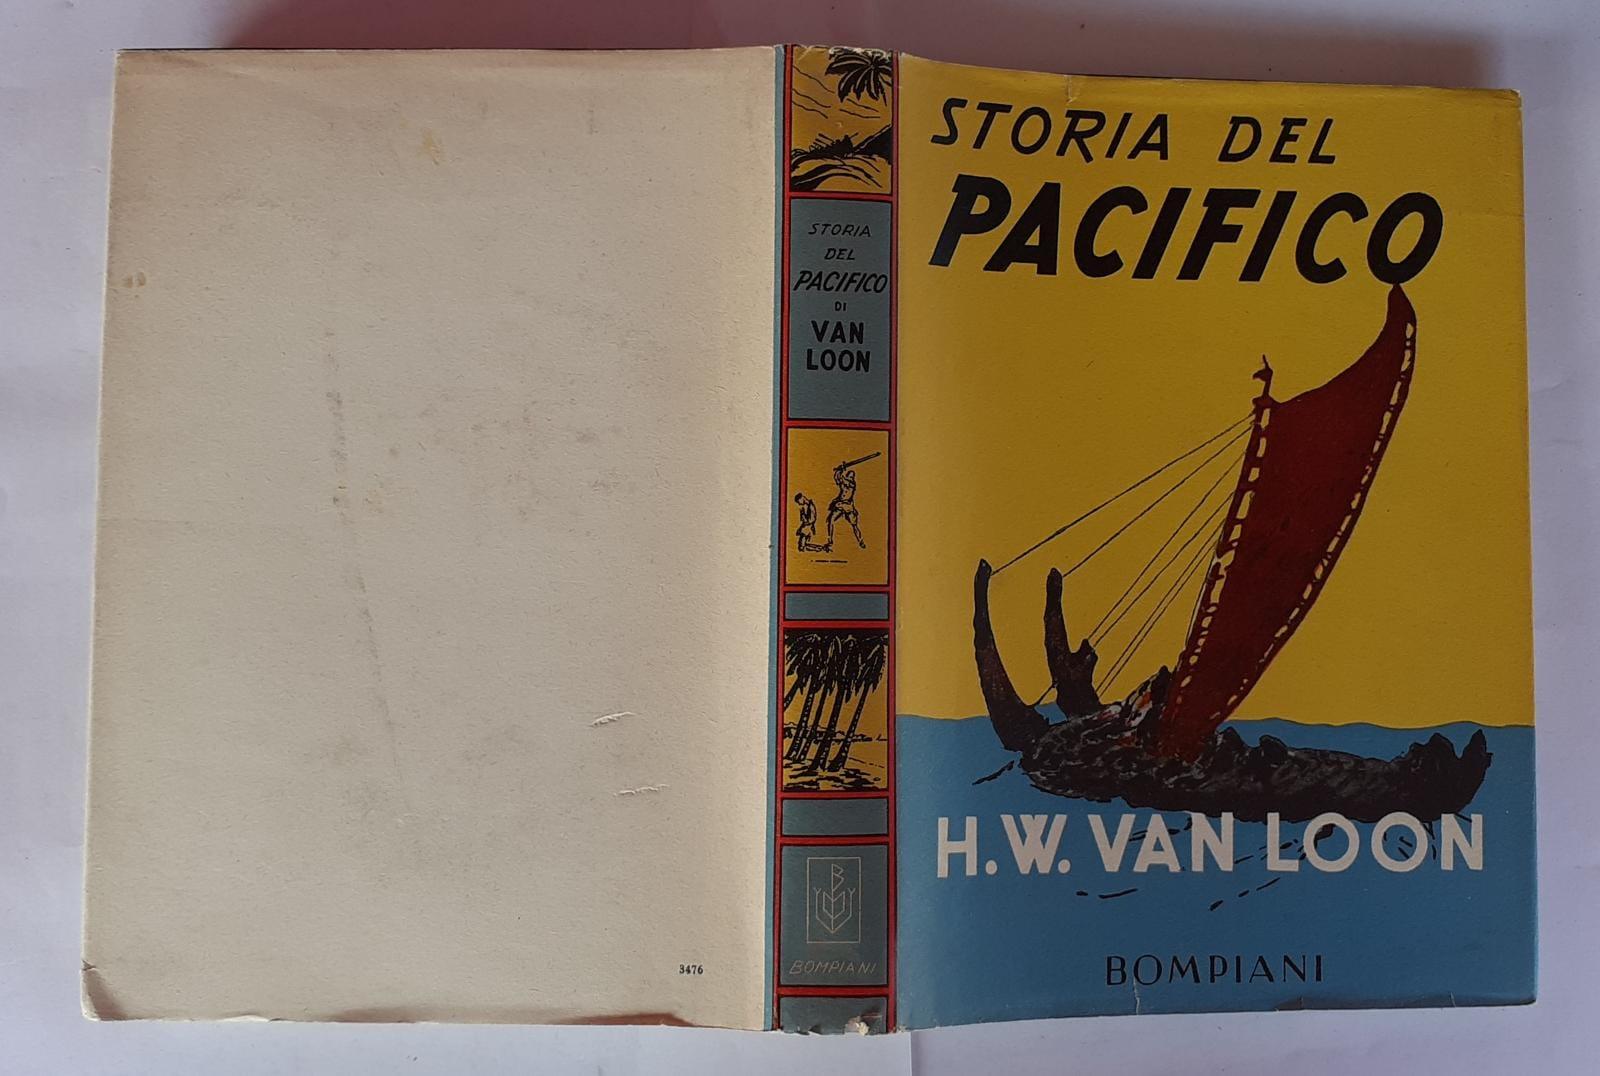 3476
STORIA
DEL
PACIFICO
DI
VAN
LOON
B
BOMPIANI
STORIA DEL
PACIFICO
H.W. VAN LOON
BOMPIANI